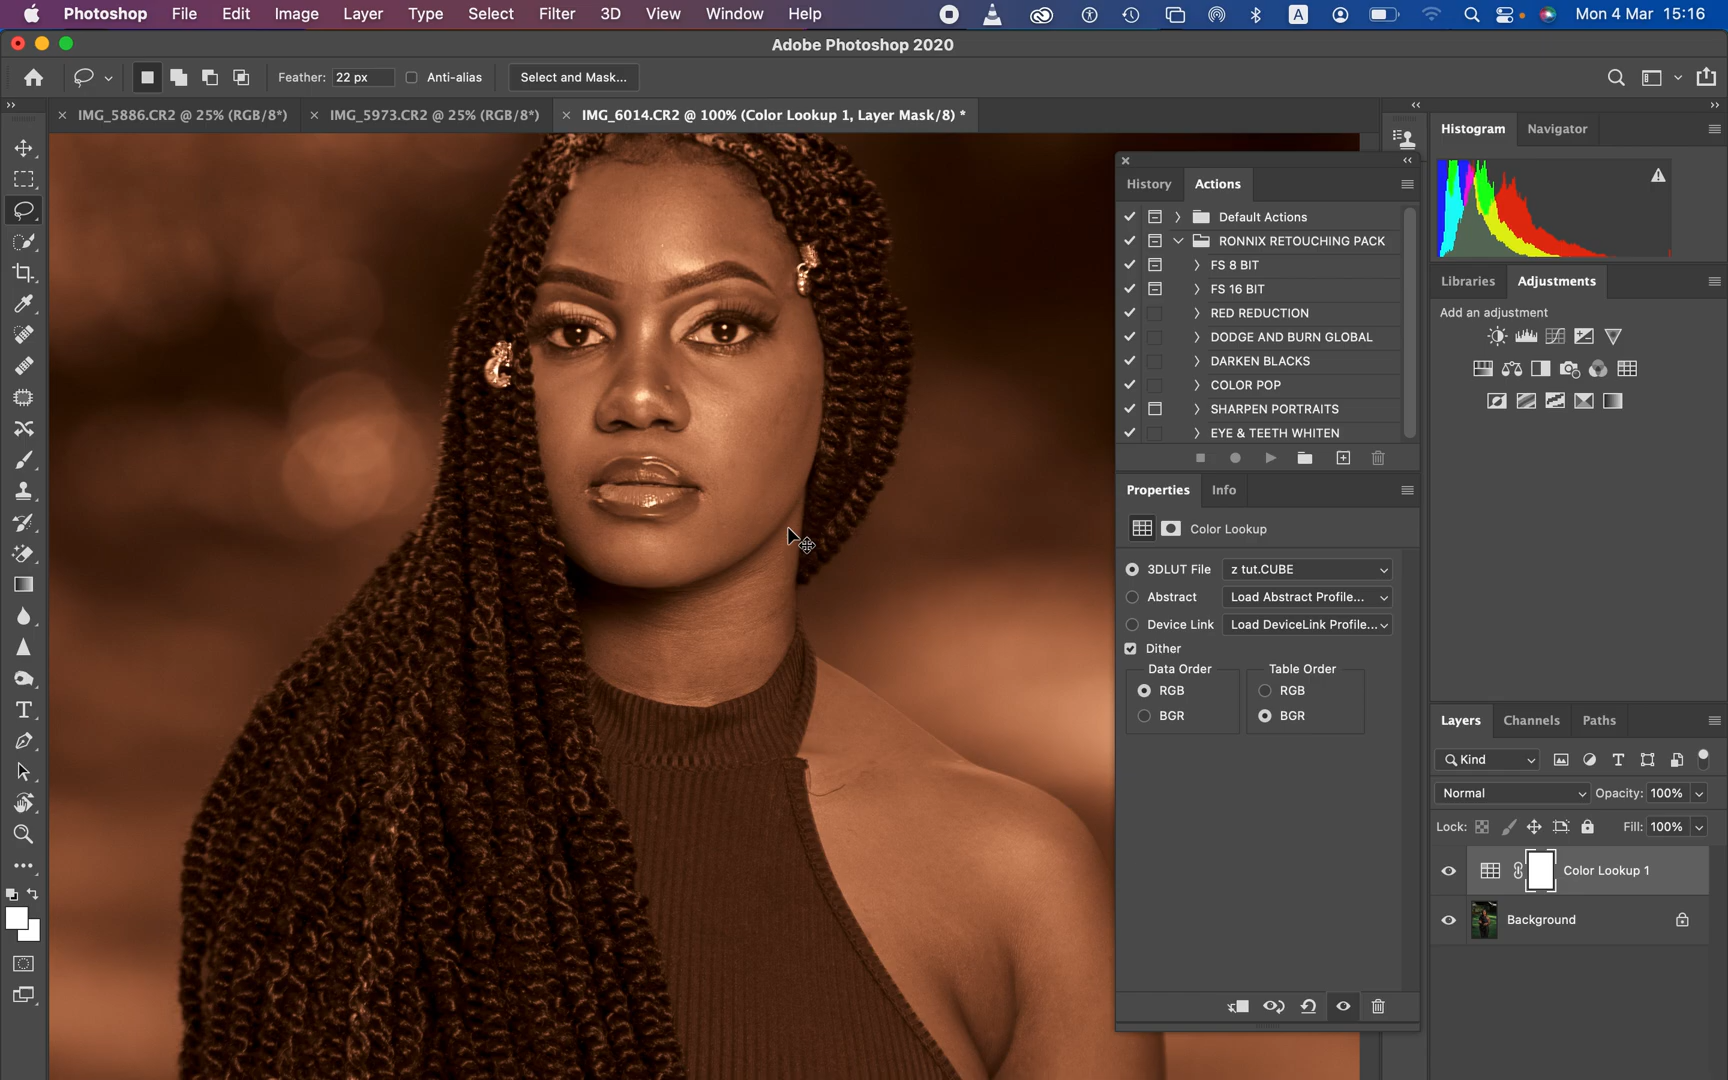 Photoshop File Edit Image Layer Type Select Filter 3D View Window Help A Mon 4 Mar 15:16
Adobe Photoshop 2020
Feather: 22 px Anti-alias Select and Mask...
IMG_5886.CR2 @ 25% (RGB/8*) IMG_5973.CR2 @ 25% (RGB/8*) IMG_6014.CR2 @ 100% (Color Lookup 1, Layer Mask/8) *
Histogram Navigator
History Actions
Default Actions
RONNIX RETOUCHING PACK
FS 8 BIT
FS 16 BIT
RED REDUCTION
DODGE AND BURN GLOBAL
DARKEN BLACKS
COLOR POP
SHARPEN PORTRAITS
EYE & TEETH WHITEN
Libraries Adjustments
Add an adjustment
Properties Info
Color Lookup
3DLUT File z tut.CUBE
Abstract Load Abstract Profile...
Device Link Load DeviceLink Profile...
Dither
Data Order Table Order
RGB RGB
BGR BGR
Layers Channels Paths
Kind
Normal Opacity: 100%
Lock: Fill: 100%
Color Lookup 1
Background